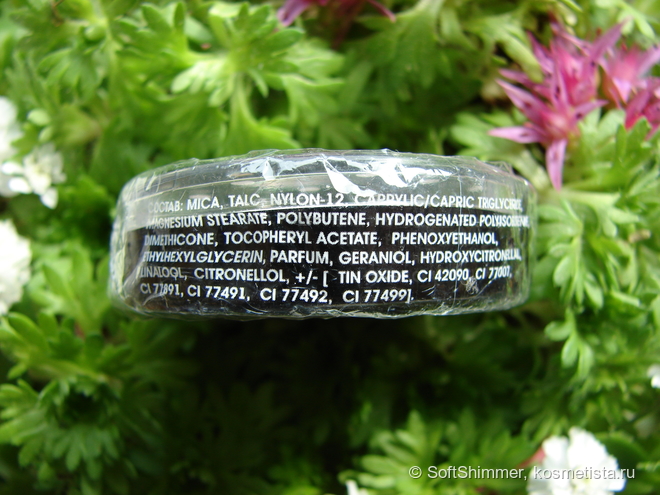 СОСТАВ: MICA, TALC, NYLON-12, CAPRYLIC/CAPRIC TRGLYCIRIDE,
MAGNESIUM STEARATE, POLYBUTENE, HYDROGENATED
DIMETHICONE, TOCOPHERYL ACETATE, PHENOXYETHANOL,
ETHYLHEXYLGLYCERIN, PARFUM, GERANIOL, HYDROXYCITRONELLAL,
LINALOOL, CITRONELLOL, +/- [ TIN OXIDE, CI 42090, CI 77007,
CI 77891, CI 77491, CI 77492, CI 77499].
© SoftShimmer, kosmetista.ru